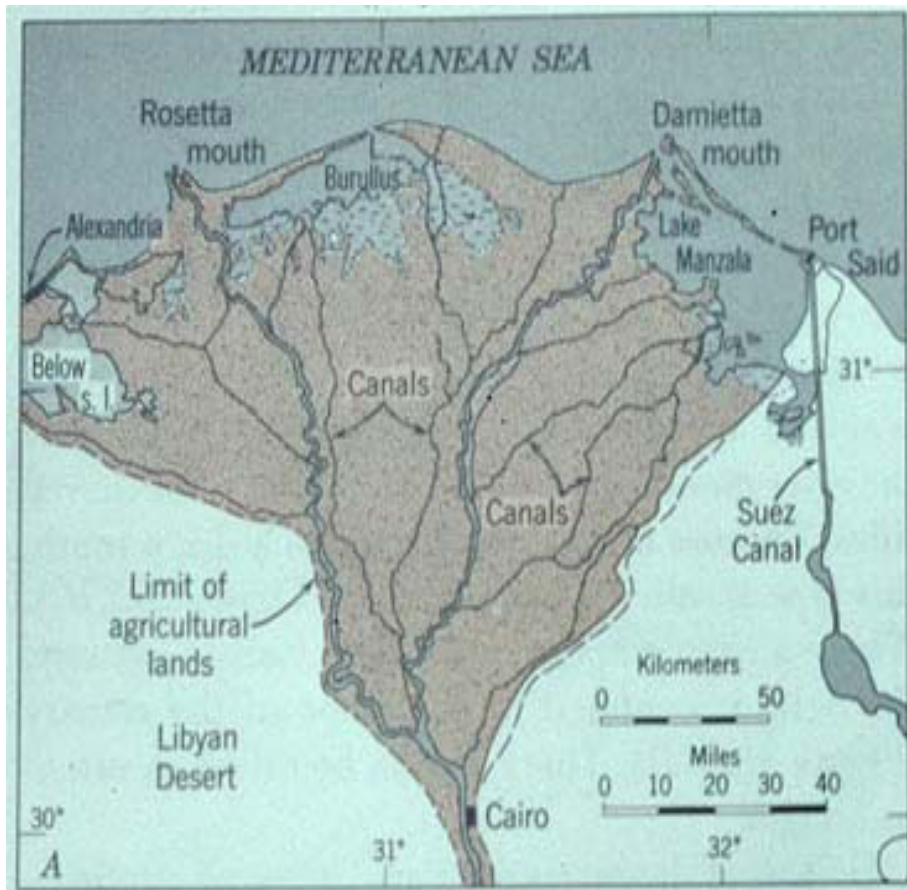 MEDITERRANEAN SEA
Rosetta
mouth
Damietta
mouth
Burullus
Alexandria
Lake
Manzala
Port
Said
Below
s. l.
31°
Canals
Canals
Suez
Canal
Limit of
agricultural
lands
Kilometers
0 50
Libyan
Desert
Miles
0 10 20 30 40
Cairo
30°
31°
32°
A